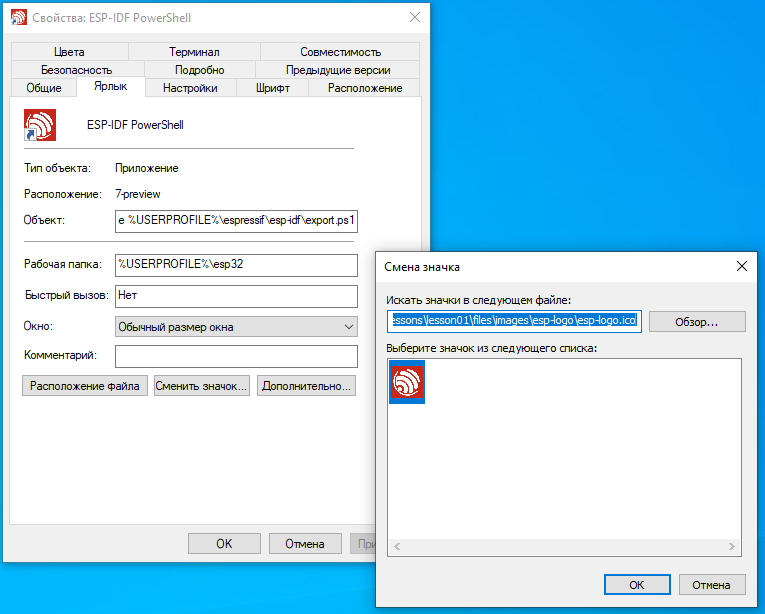 Свойства: ESP-IDF PowerShell
Цвета Терминал Совместимость
Безопасность Подробно Предыдущие версии
Общие Ярлык Настройки Шрифт Расположение
ESP-IDF PowerShell
Тип объекта: Приложение
Расположение: 7-preview
Объект: e %USERPROFILE%\espressif\esp-idf\export.ps1
Рабочая папка: %USERPROFILE%\esp32
Быстрый вызов: Нет
Окно: Обычный размер окна
Комментарий:
Расположение файла Сменить значок... Дополнительно...
OK Отмена При
Смена значка
Искать значки в следующем файле:
essons\lesson01\files\images\esp-logo\esp-logo.ico Обзор...
Выберите значок из следующего списка:
OK Отмена